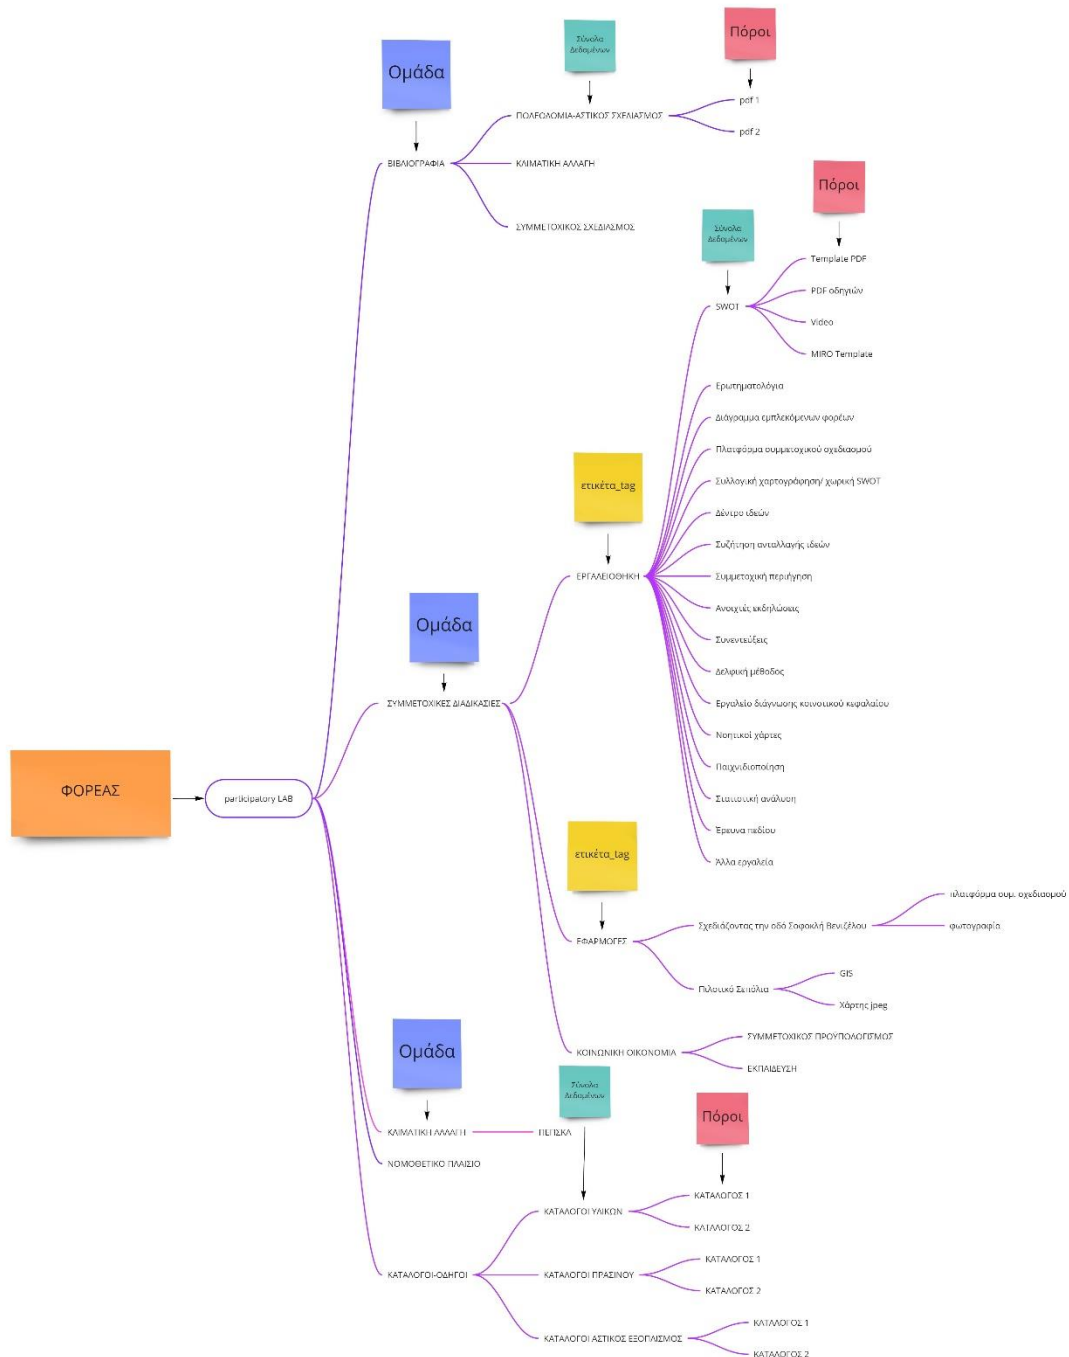 Πόροι
Σύνολα
Δεδομένων
Ομάδα
pdf 1
ΠΟΛΕΟΔΟΜΙΑ-ΑΣΤΙΚΟΣ ΣΧΕΔΙΑΣΜΟΣ
pdf 2
ΒΙΒΛΙΟΓΡΑΦΙΑ
ΚΛΙΜΑΤΙΚΗ ΑΛΛΑΓΗ
ΣΥΜΜΕΤΟΧΙΚΟΣ ΣΧΕΔΙΑΣΜΟΣ
Πόροι
Σύνολα
Δεδομένων
Template PDF
PDF οδηγιών
SWOT
Video
MIRO Template
Ερωτηματολόγια
Διάγραμμα εμπλεκόμενων φορέων
Πλατφόρμα συμμετοχικού σχεδιασμού
Συλλογική χαρτογράφηση/ χωρική SWOT
ετικέτα_tag
Δέντρο ιδεών
Συζήτηση ανταλλαγής ιδεών
ΕΡΓΑΛΕΙΟΘΗΚΗ
Συμμετοχική περιήγηση
Ανοιχτές εκδηλώσεις
Ομάδα
Συνεντεύξεις
Δελφική μέθοδος
ΣΥΜΜΕΤΟΧΙΚΕΣ ΔΙΑΔΙΚΑΣΙΕΣ
Εργαλείο διάγνωσης κοινοτικού κεφαλαίου
Νοητικοί χάρτες
Παιχνιδιοποίηση
ΦΟΡΕΑΣ
participatory LAB
Στατιστική ανάλυση
Έρευνα πεδίου
ετικέτα_tag
Άλλα εργαλεία
πλατφόρμα συμ. σχεδιασμού
Σχεδιάζοντας την οδό Σοφοκλή Βενιζέλου
φωτογραφία
ΕΦΑΡΜΟΓΕΣ
GIS
Πιλοτικό Σεπόλια
Χάρτης jpeg
ΣΥΜΜΕΤΟΧΙΚΟΣ ΠΡΟΥΠΟΛΟΓΙΣΜΟΣ
Ομάδα
ΚΟΙΝΩΝΙΚΗ ΟΙΚΟΝΟΜΙΑ
ΕΚΠΑΙΔΕΥΣΗ
Σύνολα
Δεδομένων
Πόροι
ΚΛΙΜΑΤΙΚΗ ΑΛΛΑΓΗ
ΝΟΜΟΘΕΤΙΚΟ ΠΛΑΙΣΙΟ
ΚΑΤΑΛΟΓΟΣ 1
ΚΑΤΑΛΟΓΟΙ ΥΛΙΚΩΝ
ΚΑΤΑΛΟΓΟΣ 2
ΚΑΤΑΛΟΓΟΣ 1
ΚΑΤΑΛΟΓΟΙ-ΟΔΗΓΟΙ
ΚΑΤΑΛΟΓΟΙ ΠΡΑΣΙΝΟΥ
ΚΑΤΑΛΟΓΟΣ 2
ΚΑΤΑΛΟΓΟΣ 1
ΚΑΤΑΛΟΓΟΙ ΑΣΤΙΚΟΣ ΕΞΟΠΛΙΣΜΟΣ
ΚΑΤΑΛΟΓΟΣ 2